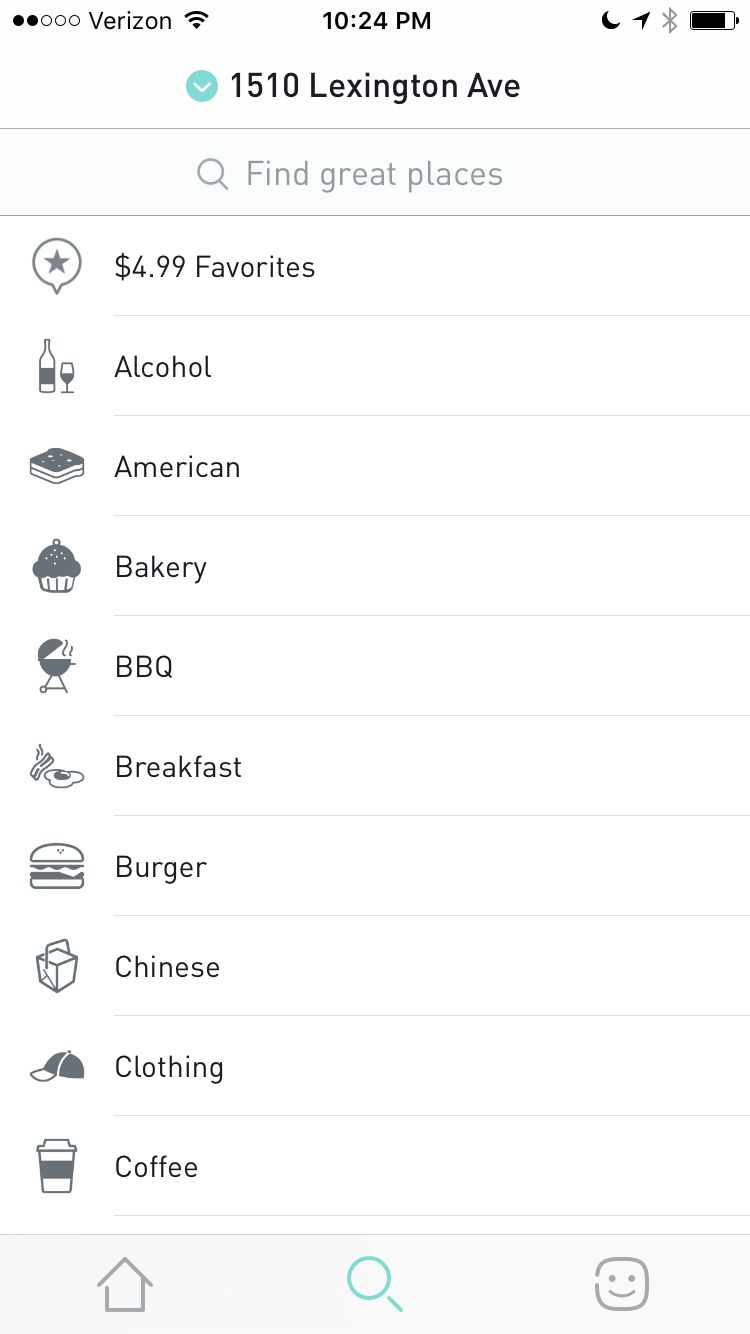 Verizon 10:24 PM
1510 Lexington Ave
Find great places
$4.99 Favorites
Alcohol
American
Bakery
BBQ
Breakfast
Burger
Chinese
Clothing
Coffee